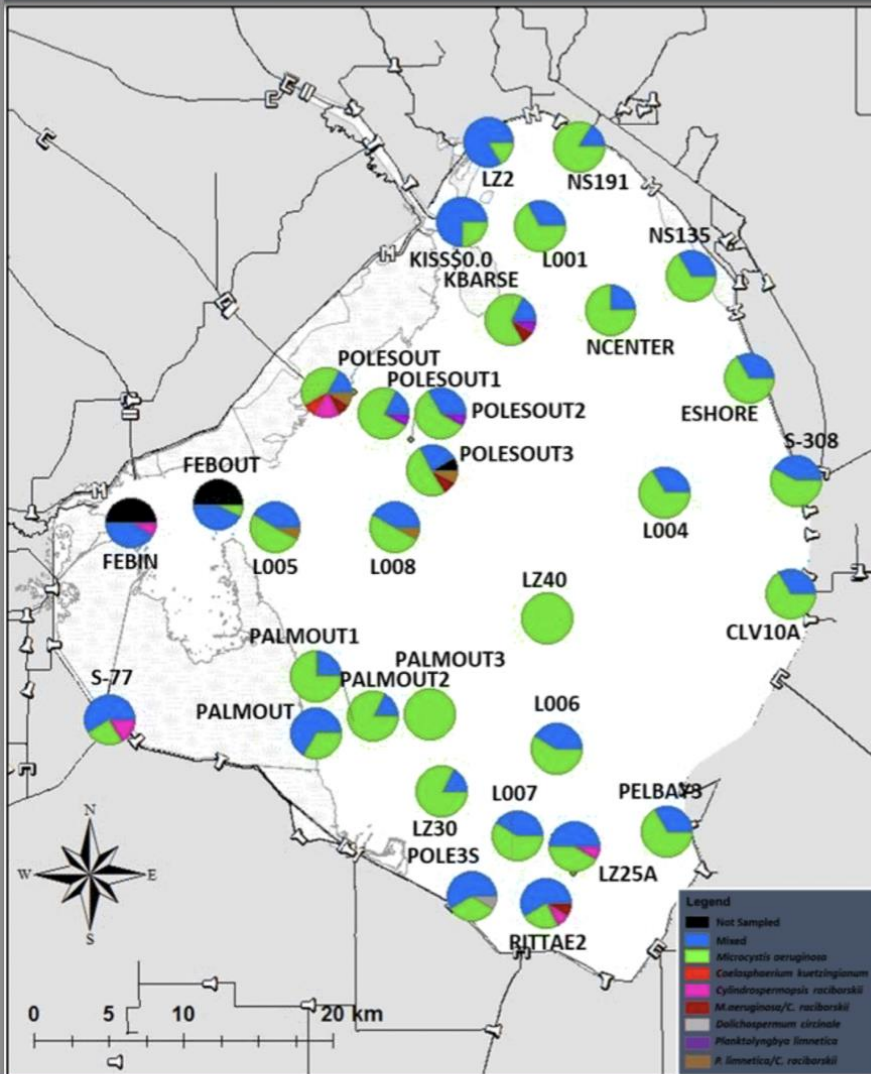 LZ2
NS191
KISSS0.0
L001
NS135
KBARSE
NCENTER
POLESOUT
POLESOUT1
POLESOUT2
ESHORE
S-308
POLESOUT3
FEBOUT
FEBIN
L005
L008
L004
LZ40
CLV10A
PALMOUT1
PALMOUT3
PALMOUT2
S-77
PALMOUT
L006
LZ30
L007
PELBAY3
POLE3S
LZ25A
RITTAE2
N
W E
S
0 5 10 20 km
Legend
Not Sampled
Mixed
Microcystis aeruginosa
Coelosphaerium kuetzingianum
Cylindrospermopsis raciborskii
M.aeruginosa/C. raciborskii
Dolichospermum circinale
Planktolyngbya limnetica
P. limnetica/C. raciborskii